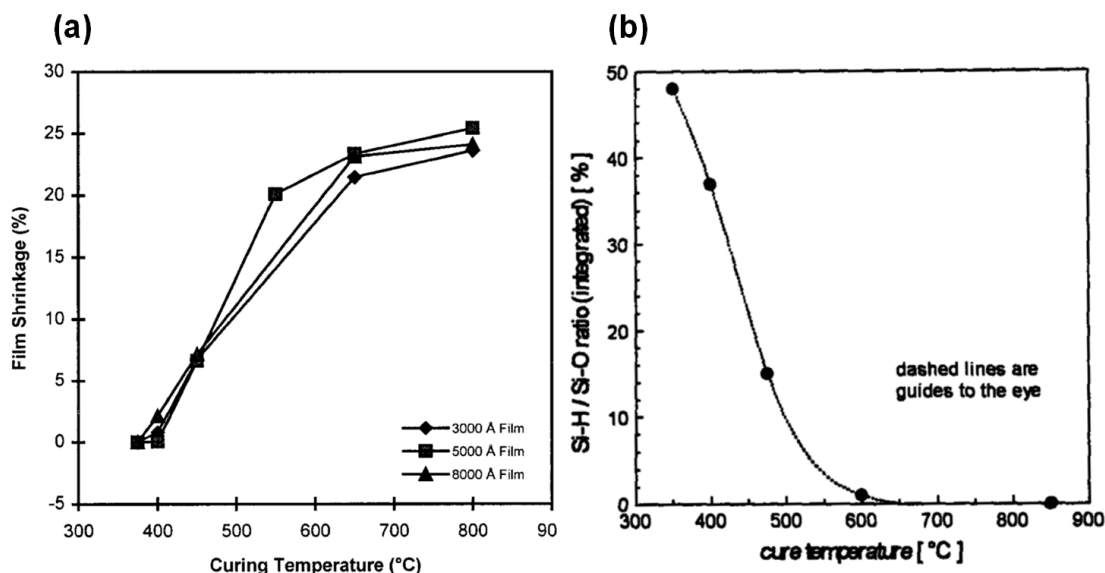 (a)
(b)
30
25
20
15
10
5
0
-5
Film Shrinkage (%)
300
400
500
600
700
800
90
Curing Temperature (°C)
3000 Å Film
5000 Å Film
8000 Å Film
50
40
30
20
10
0
Si-H / Si-O ratio (integrated) [ % ]
dashed lines are
guides to the eye
300
400
500
600
700
800
900
cure temperature [ °C ]